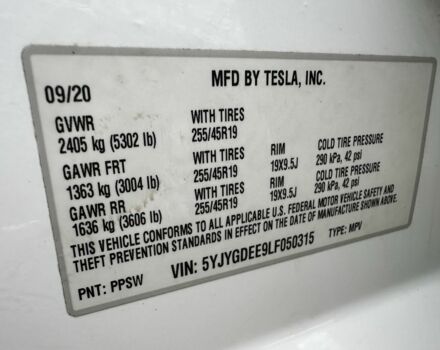 MFD BY TESLA, INC.
09/20
GVWR WITH TIRES
2405 kg (5302 lb) 255/45R19
GAWR FRT WITH TIRES RIM COLD TIRE PRESSURE
1363 kg (3004 lb) 255/45R19 19X9.5J 290 kPa, 42 psi
GAWR RR WITH TIRES RIM COLD TIRE PRESSURE
1636 kg (3606 lb) 255/45R19 19X9.5J 290 kPa, 42 psi
THIS VEHICLE CONFORMS TO ALL APPLICABLE U.S. FEDERAL MOTOR VEHICLE SAFETY AND
THEFT PREVENTION STANDARDS IN EFFECT ON THE DATE OF MANUFACTURE SHOWN ABOVE.
PNT: PPSW VIN: 5YJYGDEE9LF050315 TYPE: MPV